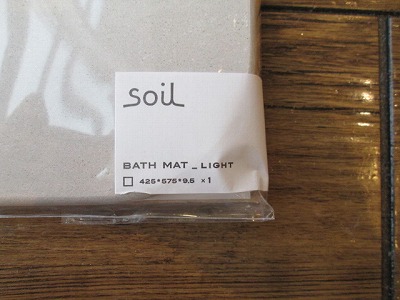 soil
BATH MAT _ LIGHT
□ 425*575*9.5 ×1